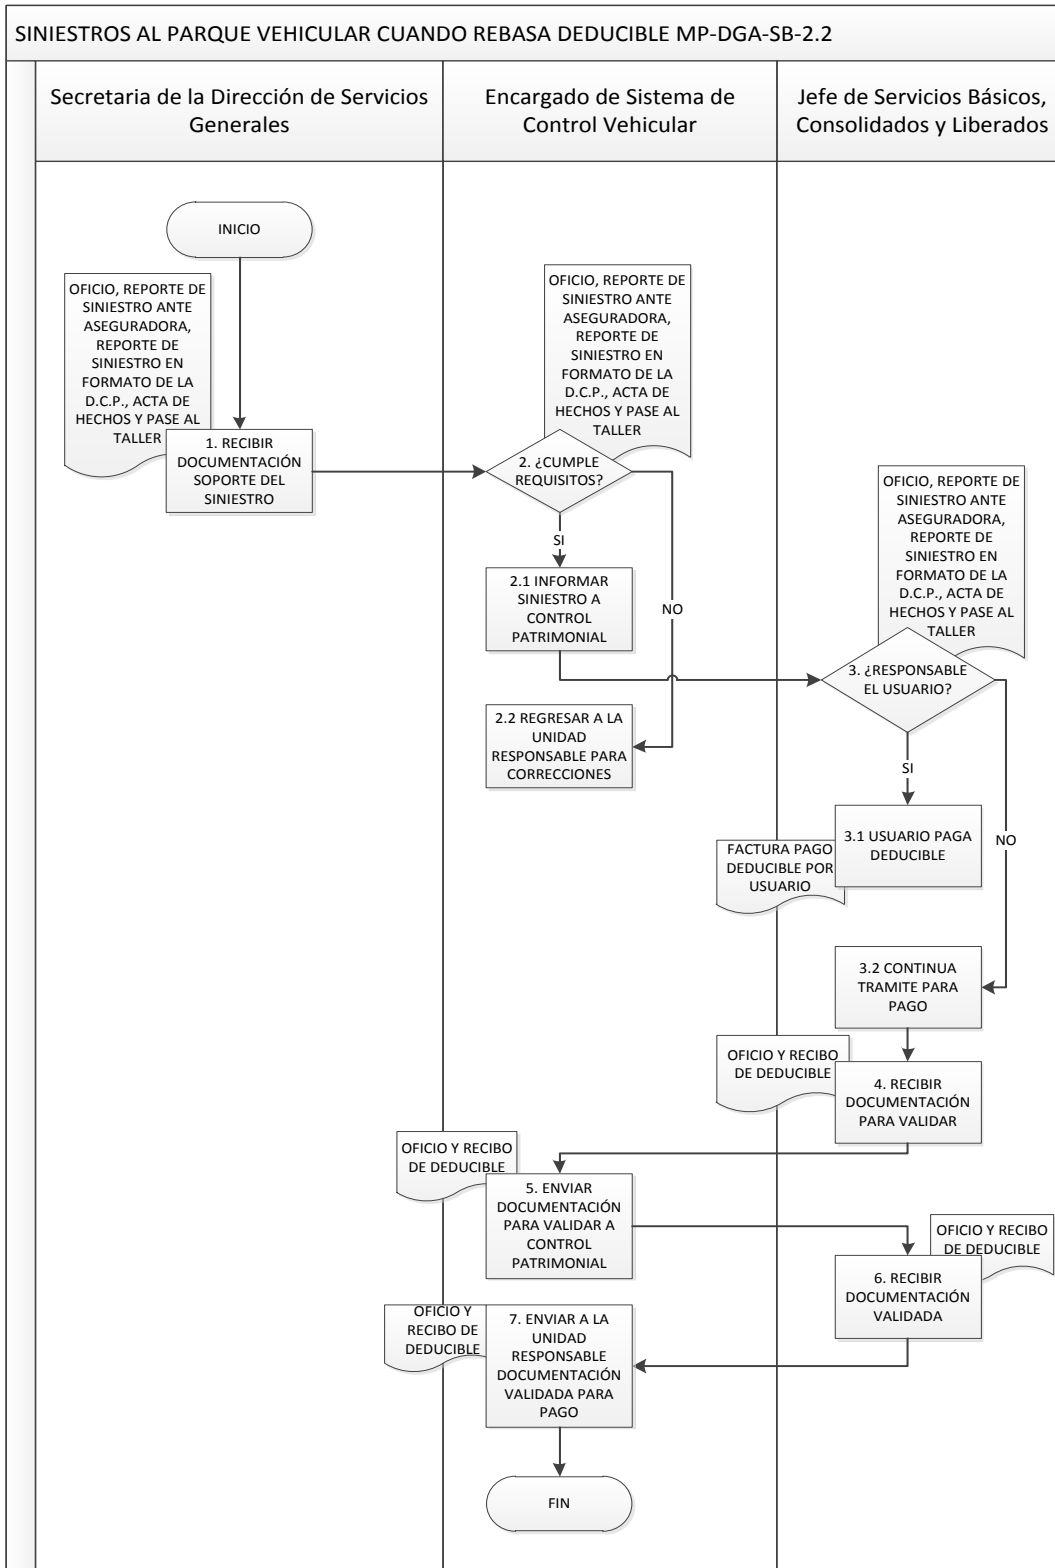 SINIESTROS AL PARQUE VEHICULAR CUANDO REBASA DEDUCIBLE MP-DGA-SB-2.2
Secretaria de la Dirección de Servicios
Generales
Encargado de Sistema de
Control Vehicular
Jefe de Servicios Básicos,
Consolidados y Liberados
INICIO
OFICIO, REPORTE DE
SINIESTRO ANTE
ASEGURADORA,
REPORTE DE
SINIESTRO EN
FORMATO DE LA
D.C.P., ACTA DE
HECHOS Y PASE AL
TALLER
1. RECIBIR
DOCUMENTACIÓN
SOPORTE DEL
SINIESTRO
OFICIO, REPORTE DE
SINIESTRO ANTE
ASEGURADORA,
REPORTE DE
SINIESTRO EN
FORMATO DE LA
D.C.P., ACTA DE
HECHOS Y PASE AL
TALLER
2. ¿CUMPLE
REQUISITOS?
SI
NO
2.1 INFORMAR
SINIESTRO A
CONTROL
PATRIMONIAL
2.2 REGRESAR A LA
UNIDAD
RESPONSABLE PARA
CORRECCIONES
OFICIO, REPORTE DE
SINIESTRO ANTE
ASEGURADORA,
REPORTE DE
SINIESTRO EN
FORMATO DE LA
D.C.P., ACTA DE
HECHOS Y PASE AL
TALLER
3. ¿RESPONSABLE
EL USUARIO?
SI
NO
3.1 USUARIO PAGA
DEDUCIBLE
FACTURA PAGO
DEDUCIBLE POR
USUARIO
3.2 CONTINUA
TRAMITE PARA
PAGO
OFICIO Y RECIBO
DE DEDUCIBLE
4. RECIBIR
DOCUMENTACIÓN
PARA VALIDAR
OFICIO Y RECIBO
DE DEDUCIBLE
5. ENVIAR
DOCUMENTACIÓN
PARA VALIDAR A
CONTROL
PATRIMONIAL
OFICIO Y RECIBO
DE DEDUCIBLE
6. RECIBIR
DOCUMENTACIÓN
VALIDADA
OFICIO Y
RECIBO DE
DEDUCIBLE
7. ENVIAR A LA
UNIDAD
RESPONSABLE
DOCUMENTACIÓN
VALIDADA PARA
PAGO
FIN